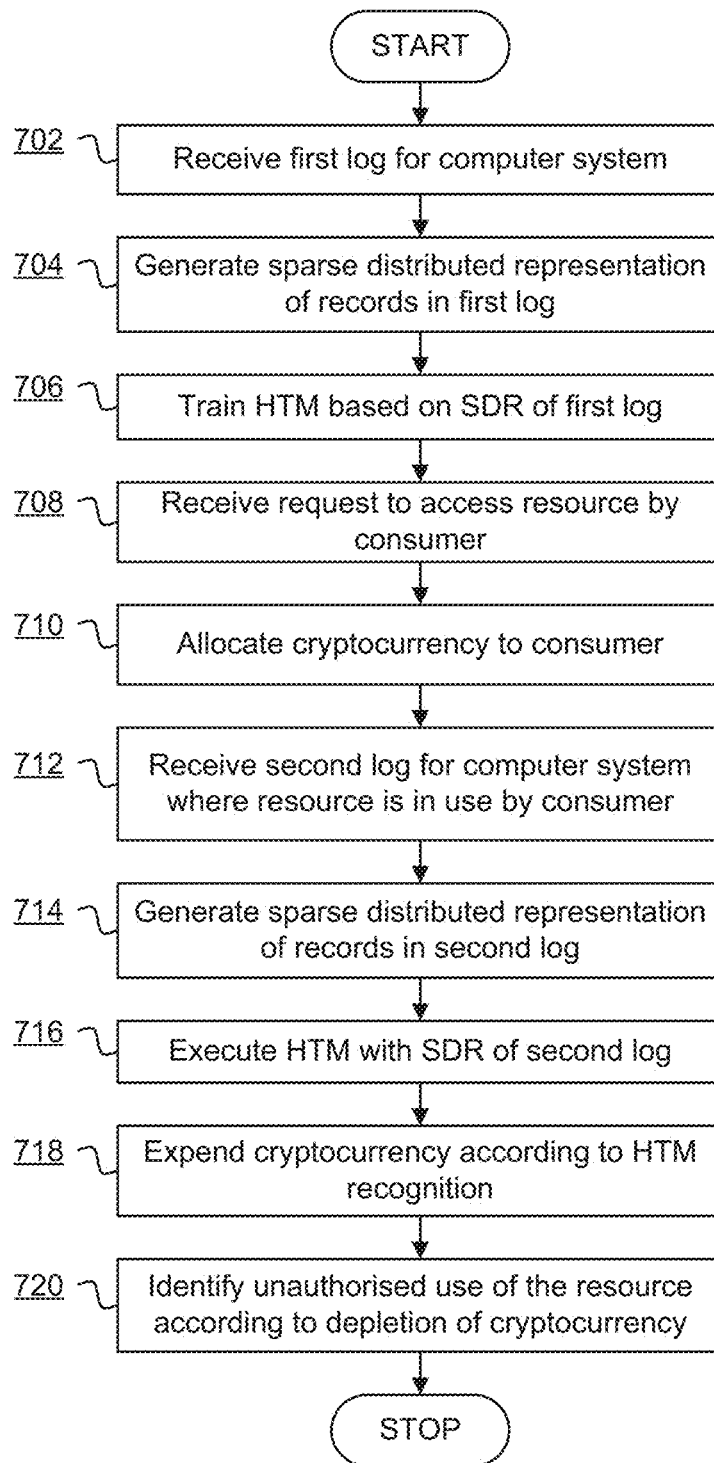 START
702
Receive first log for computer system
704
Generate sparse distributed representation
of records in first log
706
Train HTM based on SDR of first log
708
Receive request to access resource by
consumer
710
Allocate cryptocurrency to consumer
712
Receive second log for computer system
where resource is in use by consumer
714
Generate sparse distributed representation
of records in second log
716
Execute HTM with SDR of second log
718
Expend cryptocurrency according to HTM
recognition
720
Identify unauthorised use of the resource
according to depletion of cryptocurrency
STOP